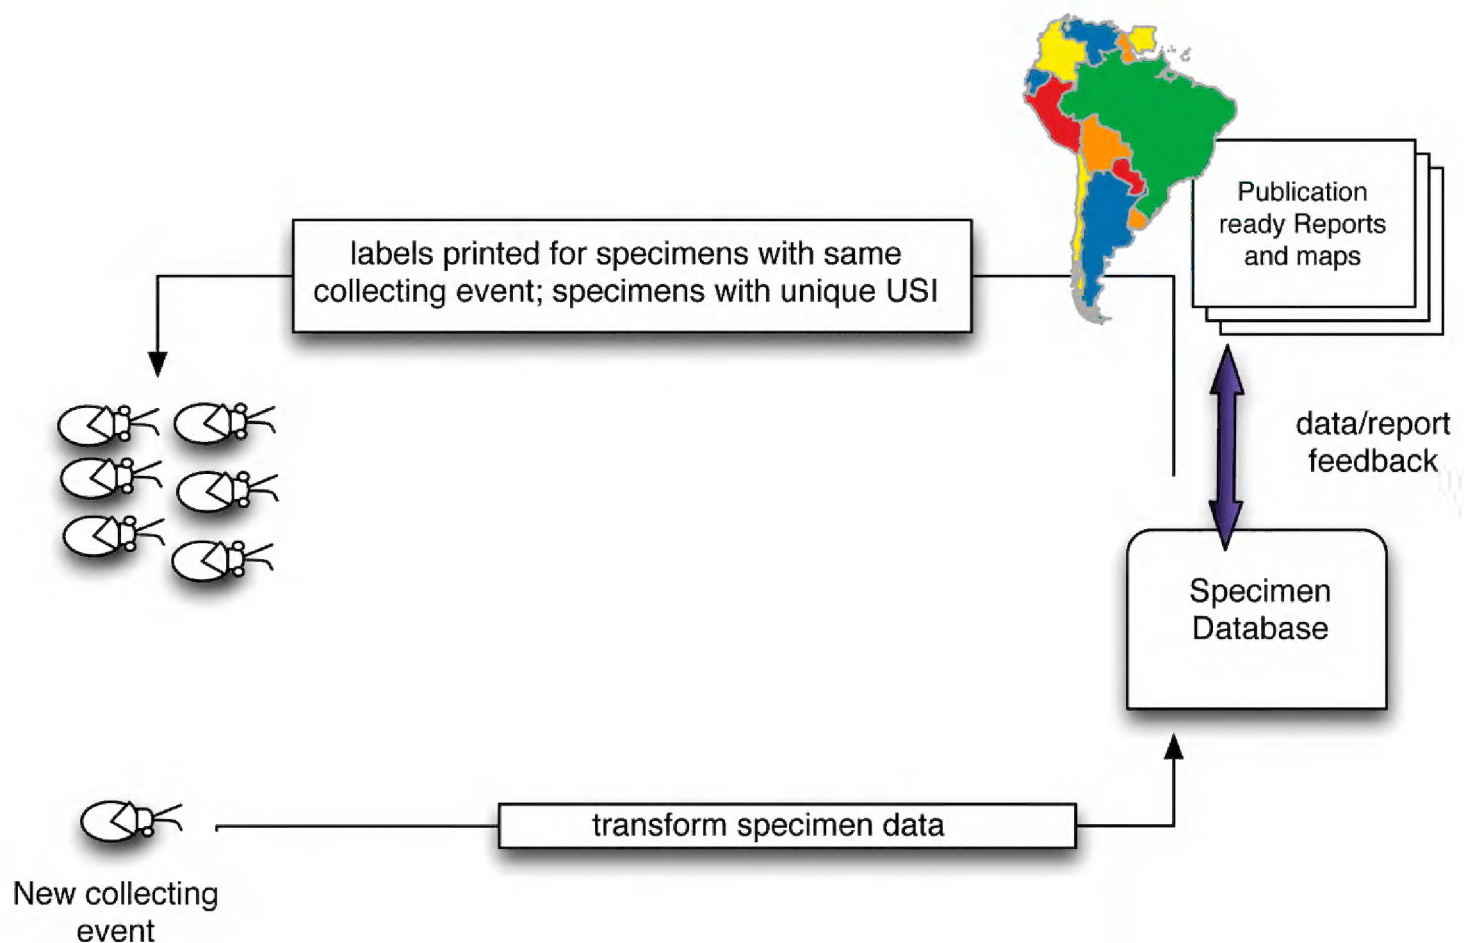 Publication
ready Reports
and maps
labels printed for specimens with same
collecting event; specimens with unique USI
data/report
feedback
Specimen
Database
transform specimen data
New collecting
event